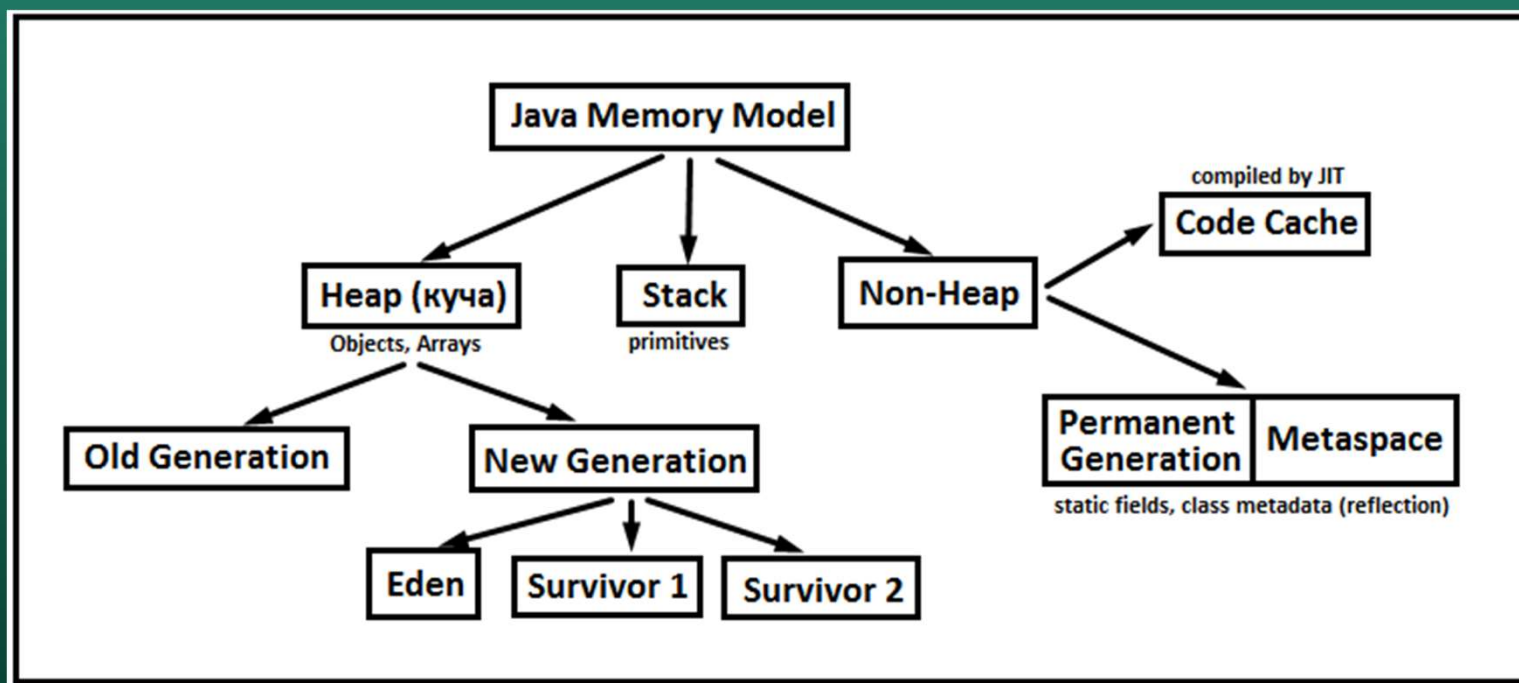 Java Memory Model
compiled by JIT
Code Cache
Heap (куча)
Stack
Non-Heap
Objects, Arrays
primitives
Old Generation
New Generation
Permanent
Generation
Metaspace
static fields, class metadata (reflection)
Eden
Survivor 1
Survivor 2